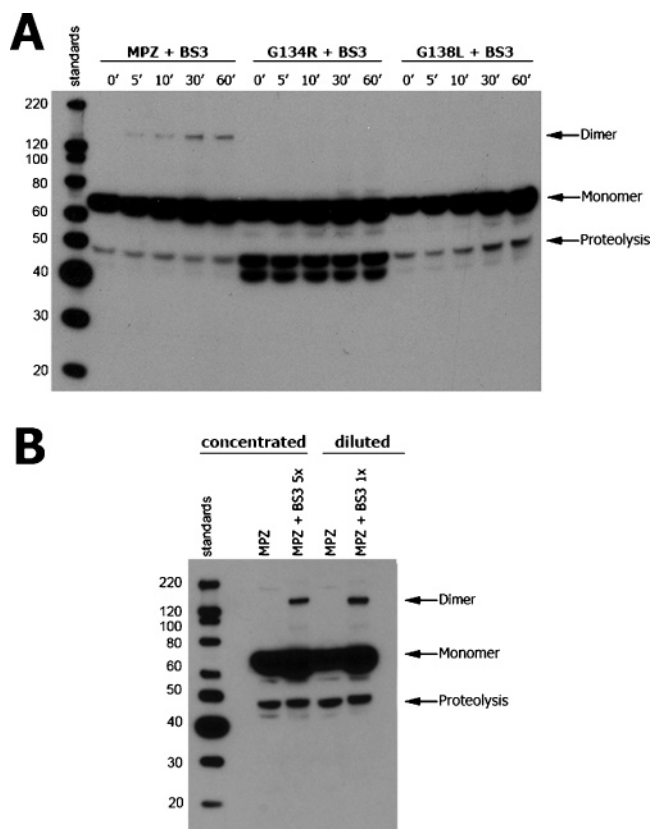 A
standards
MPZ + BS3 G134R + BS3 G138L + BS3
0' 5' 10' 30' 60' 0' 5' 10' 30' 60' 0' 5' 10' 30' 60'
220
120
100
80
60
50
40
30
20
Dimer
Monomer
Proteolysis
B
concentrated diluted
standards
MPZ
MPZ + BS3 5x
MPZ
MPZ + BS3 1x
220
120
100
80
60
50
40
30
20
Dimer
Monomer
Proteolysis